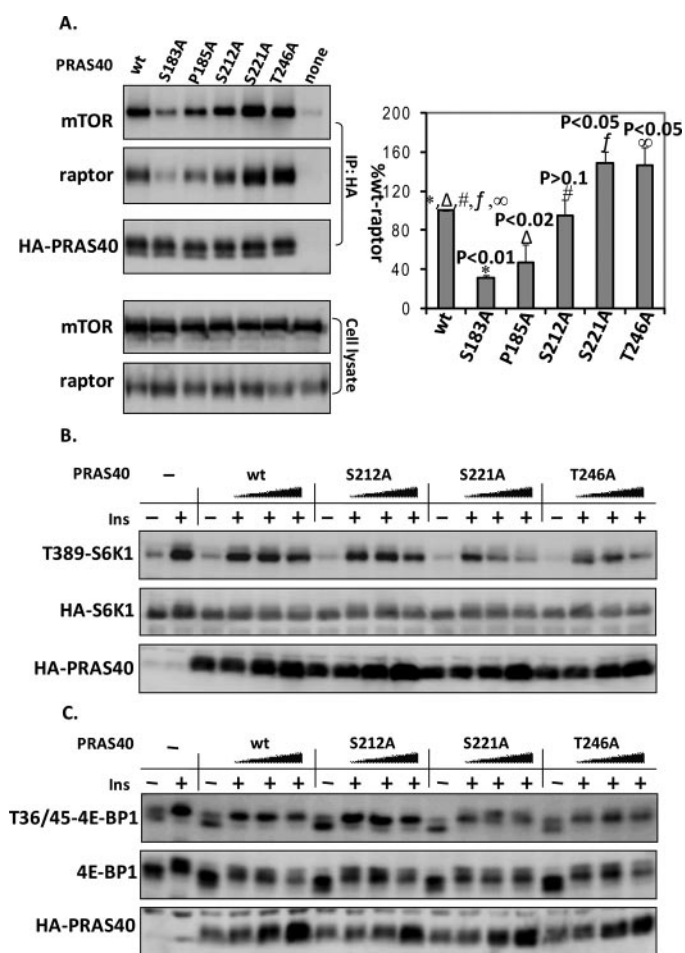 A.
PRAS40 wt S183A P185A S212A S221A T246A none
mTOR
raptor
HA-PRAS40
IP: HA
mTOR
raptor
Cell lysate
%wt-raptor
200
160
120
80
40
0
*,Δ,#,ƒ,∞
P<0.01
*
P<0.02
Δ
P>0.1
#
P<0.05
ƒ
P<0.05
∞
wt S183A P185A S212A S221A T246A
B.
PRAS40 – wt S212A S221A T246A
Ins – + – + + + – + + + – + + + – + + +
T389-S6K1
HA-S6K1
HA-PRAS40
C.
PRAS40 – wt S212A S221A T246A
Ins – + – + + + – + + + – + + + – + + +
T36/45-4E-BP1
4E-BP1
HA-PRAS40